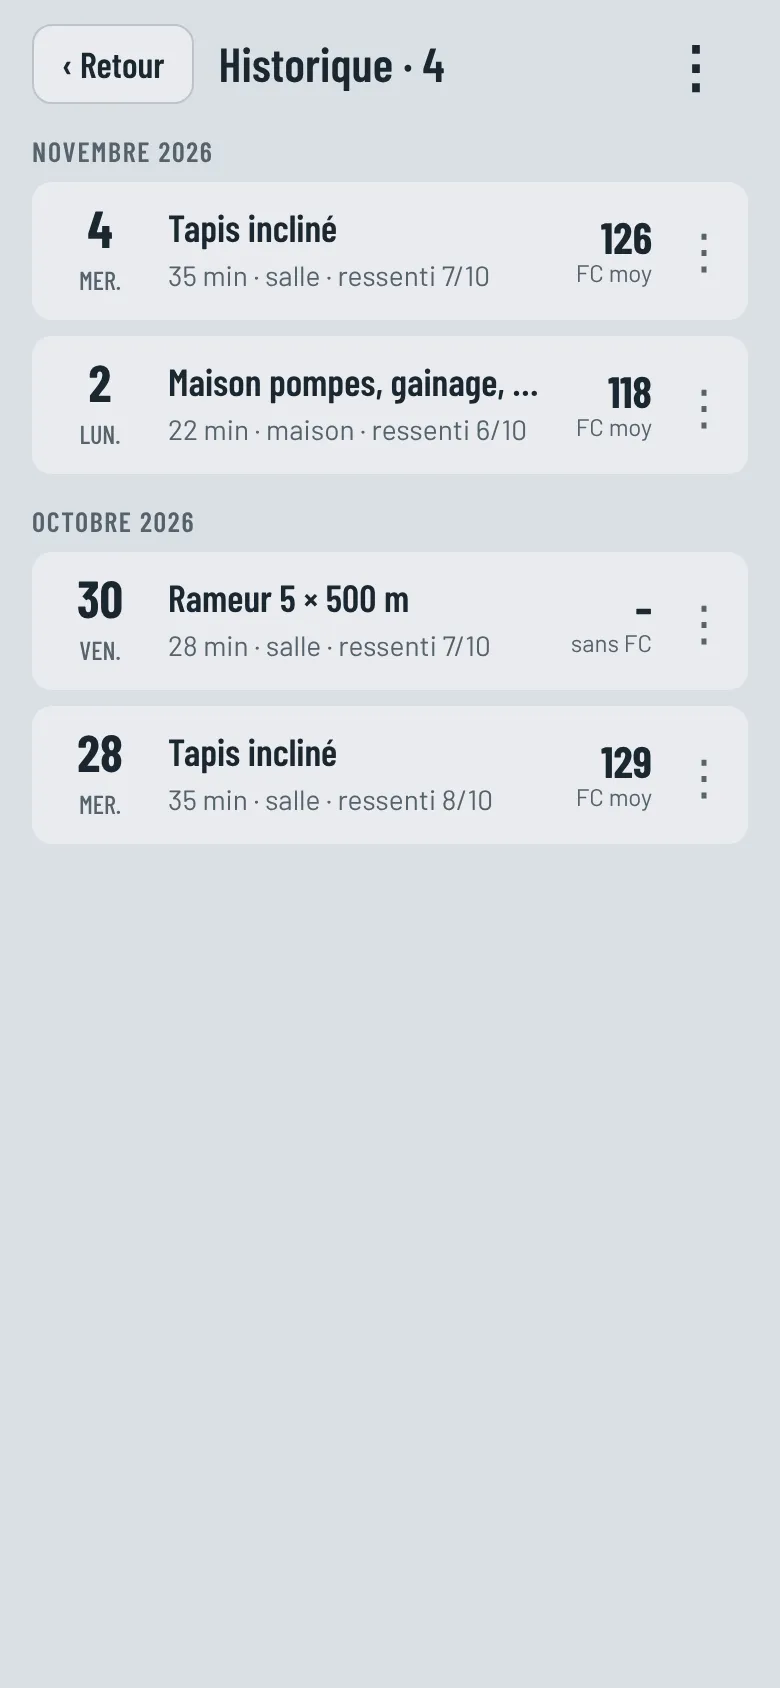 ‹ Retour
Historique · 4
NOVEMBRE 2026
4
MER.
Tapis incliné
35 min · salle · ressenti 7/10
126
FC moy
2
LUN.
Maison pompes, gainage, ...
22 min · maison · ressenti 6/10
118
FC moy
OCTOBRE 2026
30
VEN.
Rameur 5 × 500 m
28 min · salle · ressenti 7/10
–
sans FC
28
MER.
Tapis incliné
35 min · salle · ressenti 8/10
129
FC moy